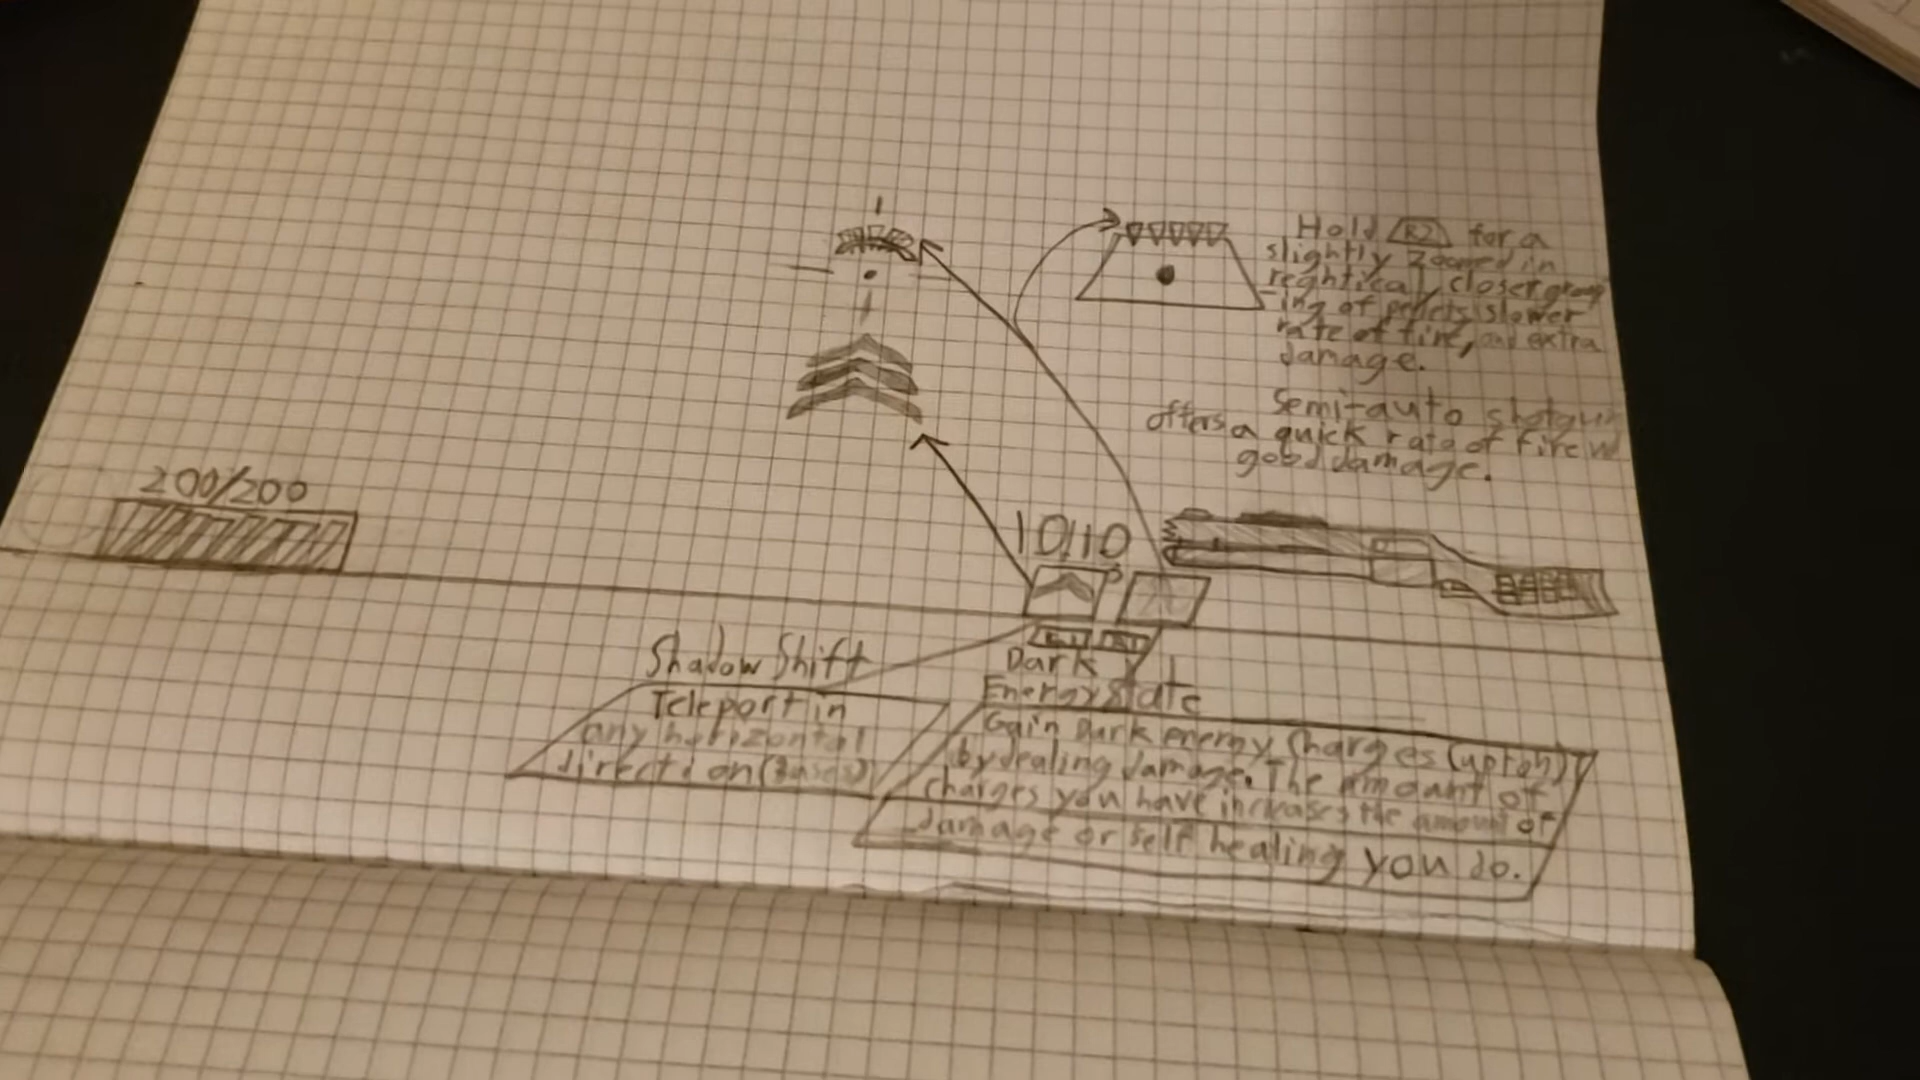 Hold R2 for a
slightly zoomed in
reghtical, closer group
-ing of pellets, slower
rate of fire, and extra
damage.
Semi-auto shotgun
offers a quick rate of fire w/
good damage.
200/200
10/10
Shadow Shift
Teleport in
any horizontal
direction
Dark
Energy State
Gain Dark energy Charges
by dealing damage. The amount of
charges you have increases the amount of
damage or self healing you do.